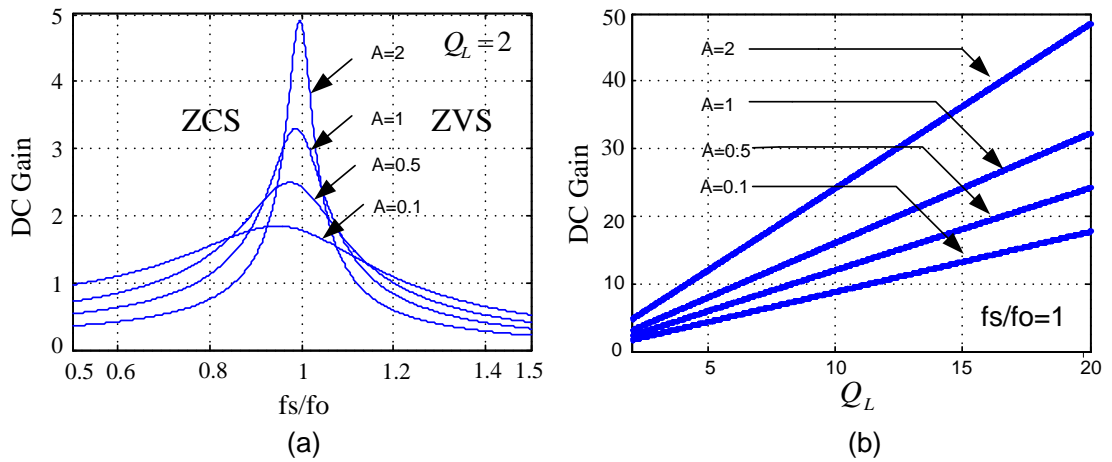 5
4
3
2
1
0
DC Gain
Q_L = 2
A=2
ZCS
ZVS
A=1
A=0.5
A=0.1
0.5 0.6 0.8 1 1.2 1.4 1.5
fs/fo
(a)
50
40
30
20
10
0
DC Gain
A=2
A=1
A=0.5
A=0.1
fs/fo=1
5 10 15 20
Q_L
(b)